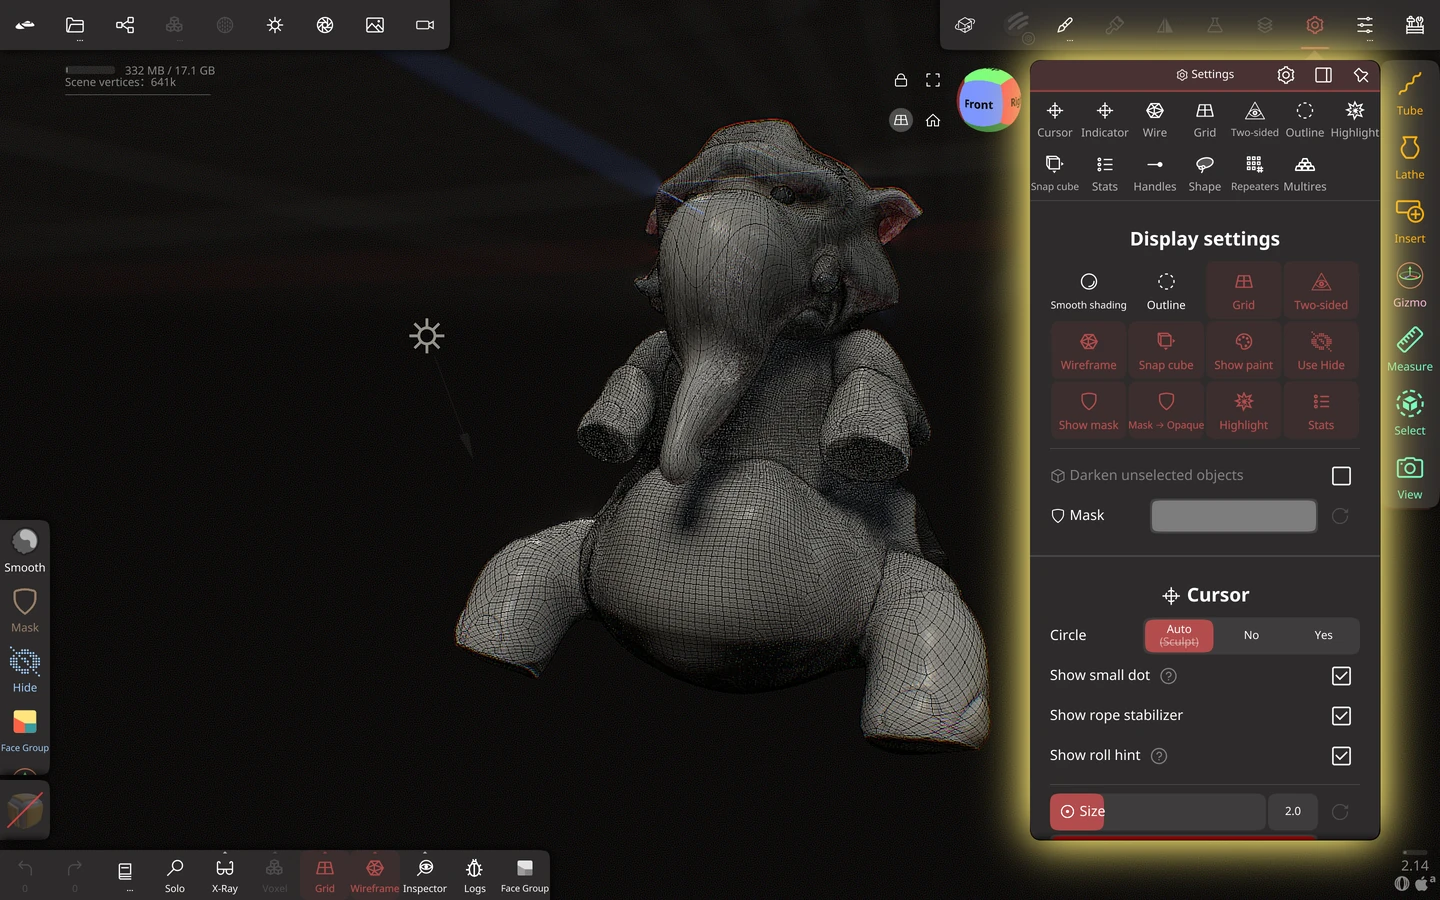 ...
...
...
332 MB / 17.1 GB
Scene vertices: 641k
Front
Settings
Cursor
Indicator
Wire
Grid
Two-sided
Outline
Highlight
Snap cube
Stats
Handles
Shape
Repeaters
Multires
Display settings
Smooth shading
Outline
Grid
Two-sided
Wireframe
Snap cube
Show paint
Use Hide
Show mask
Mask → Opaque
Highlight
Stats
Darken unselected objects
Mask
Cursor
Circle
Auto
(Sculpt)
No
Yes
Show small dot ?
Show rope stabilizer
Show roll hint ?
Size
2.0
Tube
Lathe
Insert
Gizmo
Measure
Select
View
Smooth
Mask
Hide
Face Group
0
0
...
Solo
X-Ray
Voxel
Grid
Wireframe
Inspector
Logs
Face Group
2.14
a